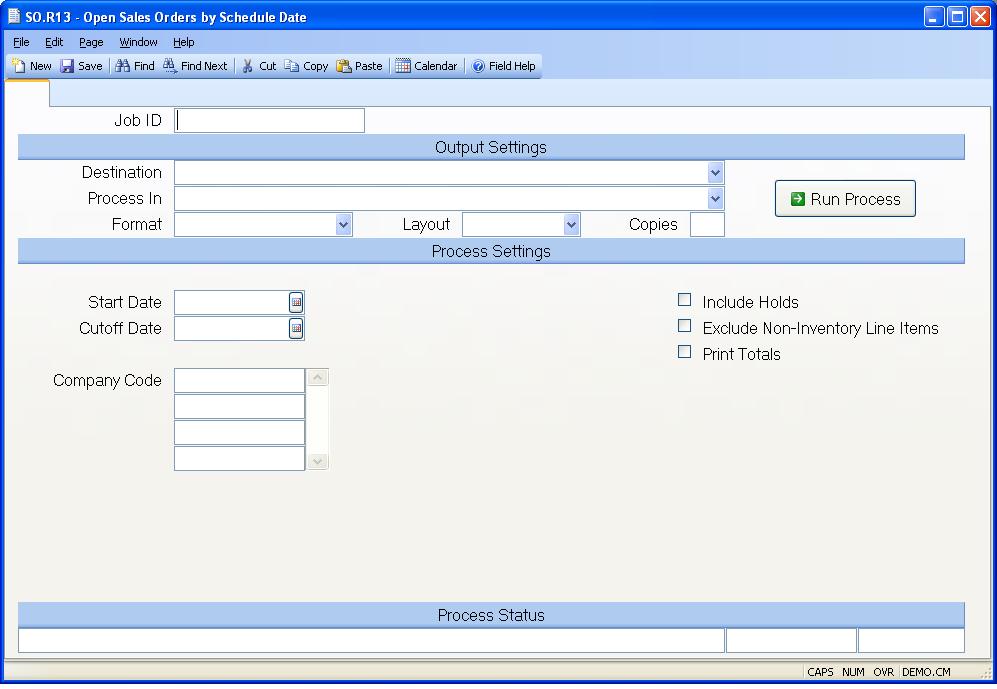 SO.R13 - Open Sales Orders by Schedule Date
File Edit Page Window Help
New Save Find Find Next Cut Copy Paste Calendar Field Help
Job ID
Output Settings
Destination
Process In
Run Process
Format Layout Copies
Process Settings
Start Date
Include Holds
Cutoff Date
Exclude Non-Inventory Line Items
Print Totals
Company Code
Process Status
CAPS NUM OVR DEMO.CM